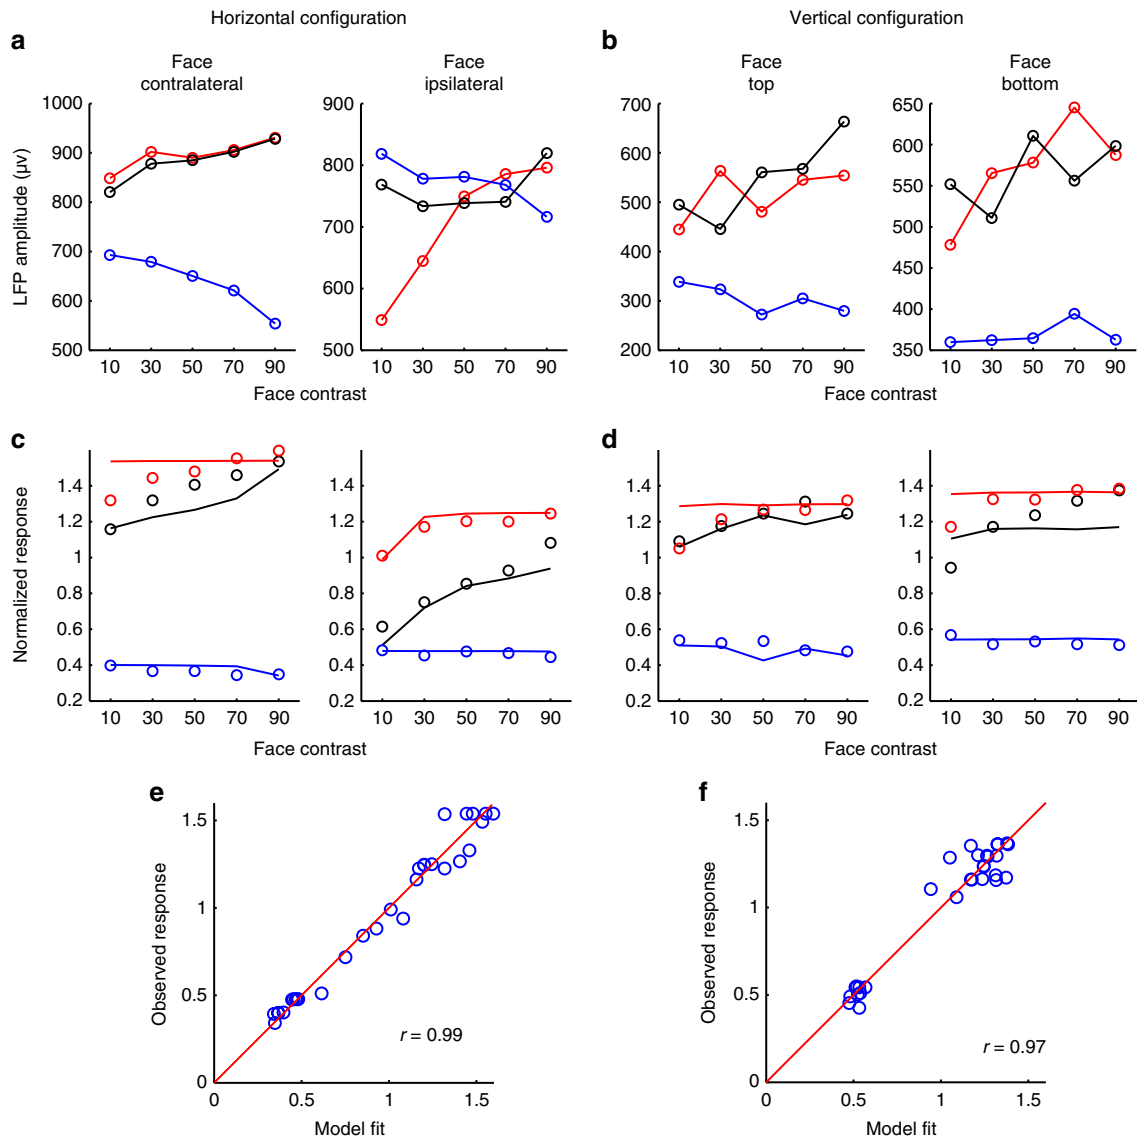 Horizontal configuration
Vertical configuration
a
b
Face
contralateral
Face
ipsilateral
Face
top
Face
bottom
LFP amplitude (μv)
1000
900
800
700
600
500
10 30 50 70 90
900
800
700
600
500
10 30 50 70 90
Face contrast
700
600
500
400
300
200
10 30 50 70 90
650
600
550
500
450
400
350
10 30 50 70 90
Face contrast
c
d
Normalized response
1.4
1.2
1
0.8
0.6
0.4
0.2
10 30 50 70 90
1.4
1.2
1
0.8
0.6
0.4
0.2
10 30 50 70 90
Face contrast
1.4
1.2
1
0.8
0.6
0.4
0.2
10 30 50 70 90
1.4
1.2
1
0.8
0.6
0.4
0.2
10 30 50 70 90
Face contrast
e
Observed response
1.5
1
0.5
0
r = 0.99
0 0.5 1 1.5
Model fit
f
Observed response
1.5
1
0.5
0
r = 0.97
0 0.5 1 1.5
Model fit